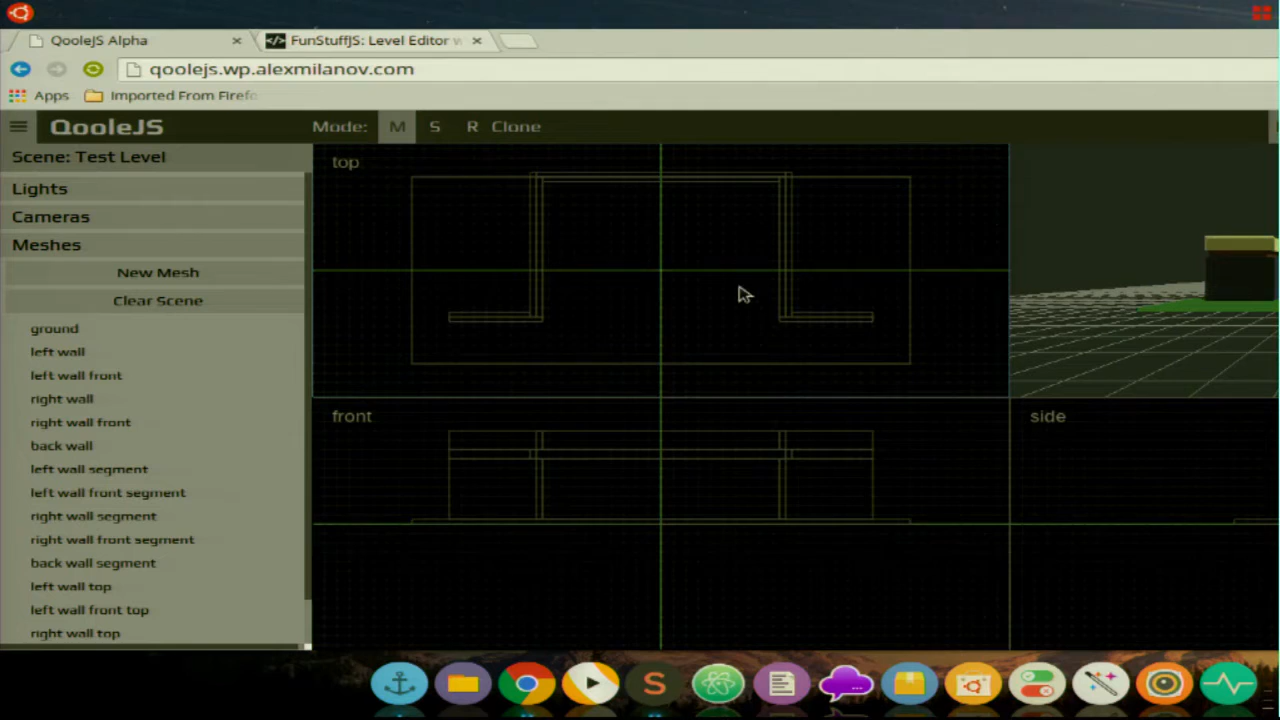 QooleJS Alpha
FunStuffJS: Level Editor
qoolejs.wp.alexmilanov.com
Apps Imported From Firefo
QooleJS Mode: M S R Clone
Scene: Test Level
Lights
Cameras
Meshes
New Mesh
Clear Scene
ground
left wall
left wall front
right wall
right wall front
back wall
left wall segment
left wall front segment
right wall segment
right wall front segment
back wall segment
left wall top
left wall front top
right wall top
top
front
side